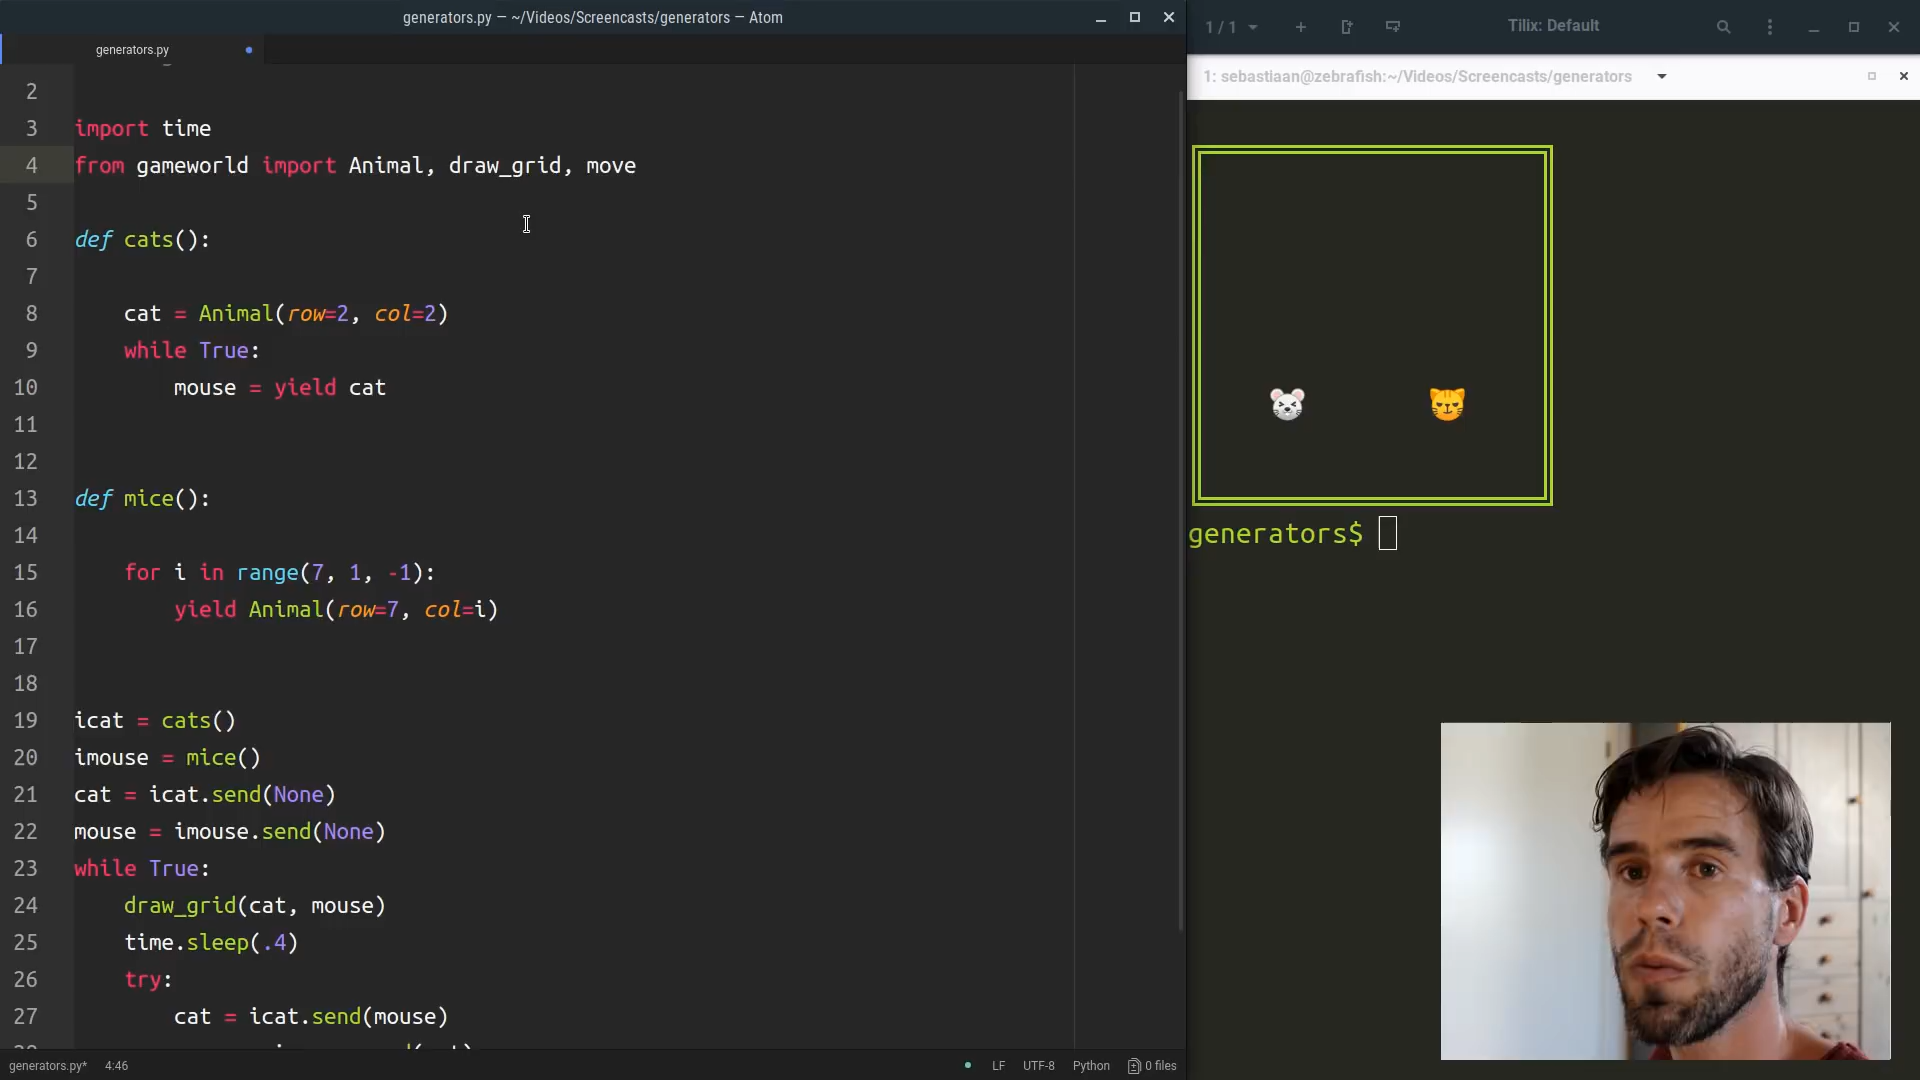 generators.py — ~/Videos/Screencasts/generators — Atom
generators.py
2
3 import time
4 from gameworld import Animal, draw_grid, move
5
6 def cats():
7
8 cat = Animal(row=2, col=2)
9 while True:
10 mouse = yield cat
11
12
13 def mice():
14
15 for i in range(7, 1, -1):
16 yield Animal(row=7, col=i)
17
18
19 icat = cats()
20 imouse = mice()
21 cat = icat.send(None)
22 mouse = imouse.send(None)
23 while True:
24 draw_grid(cat, mouse)
25 time.sleep(.4)
26 try:
27 cat = icat.send(mouse)
generators.py* 4:46 LF UTF-8 Python 0 files
1 / 1 Tilix: Default
1: sebastiaan@zebrafish:~/Videos/Screencasts/generators
generators$